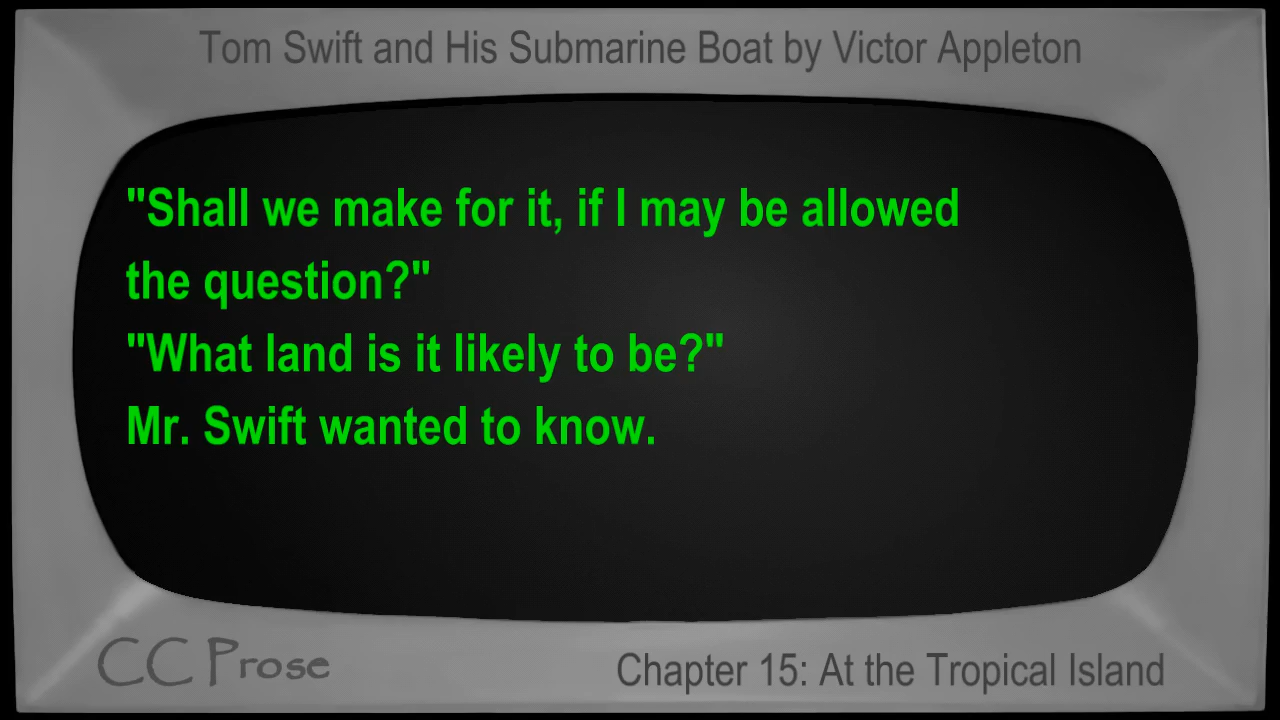 Tom Swift and His Submarine Boat by Victor Appleton
"Shall we make for it, if I may be allowed
the question?"
"What land is it likely to be?"
Mr. Swift wanted to know.
CC Prose
Chapter 15: At the Tropical Island